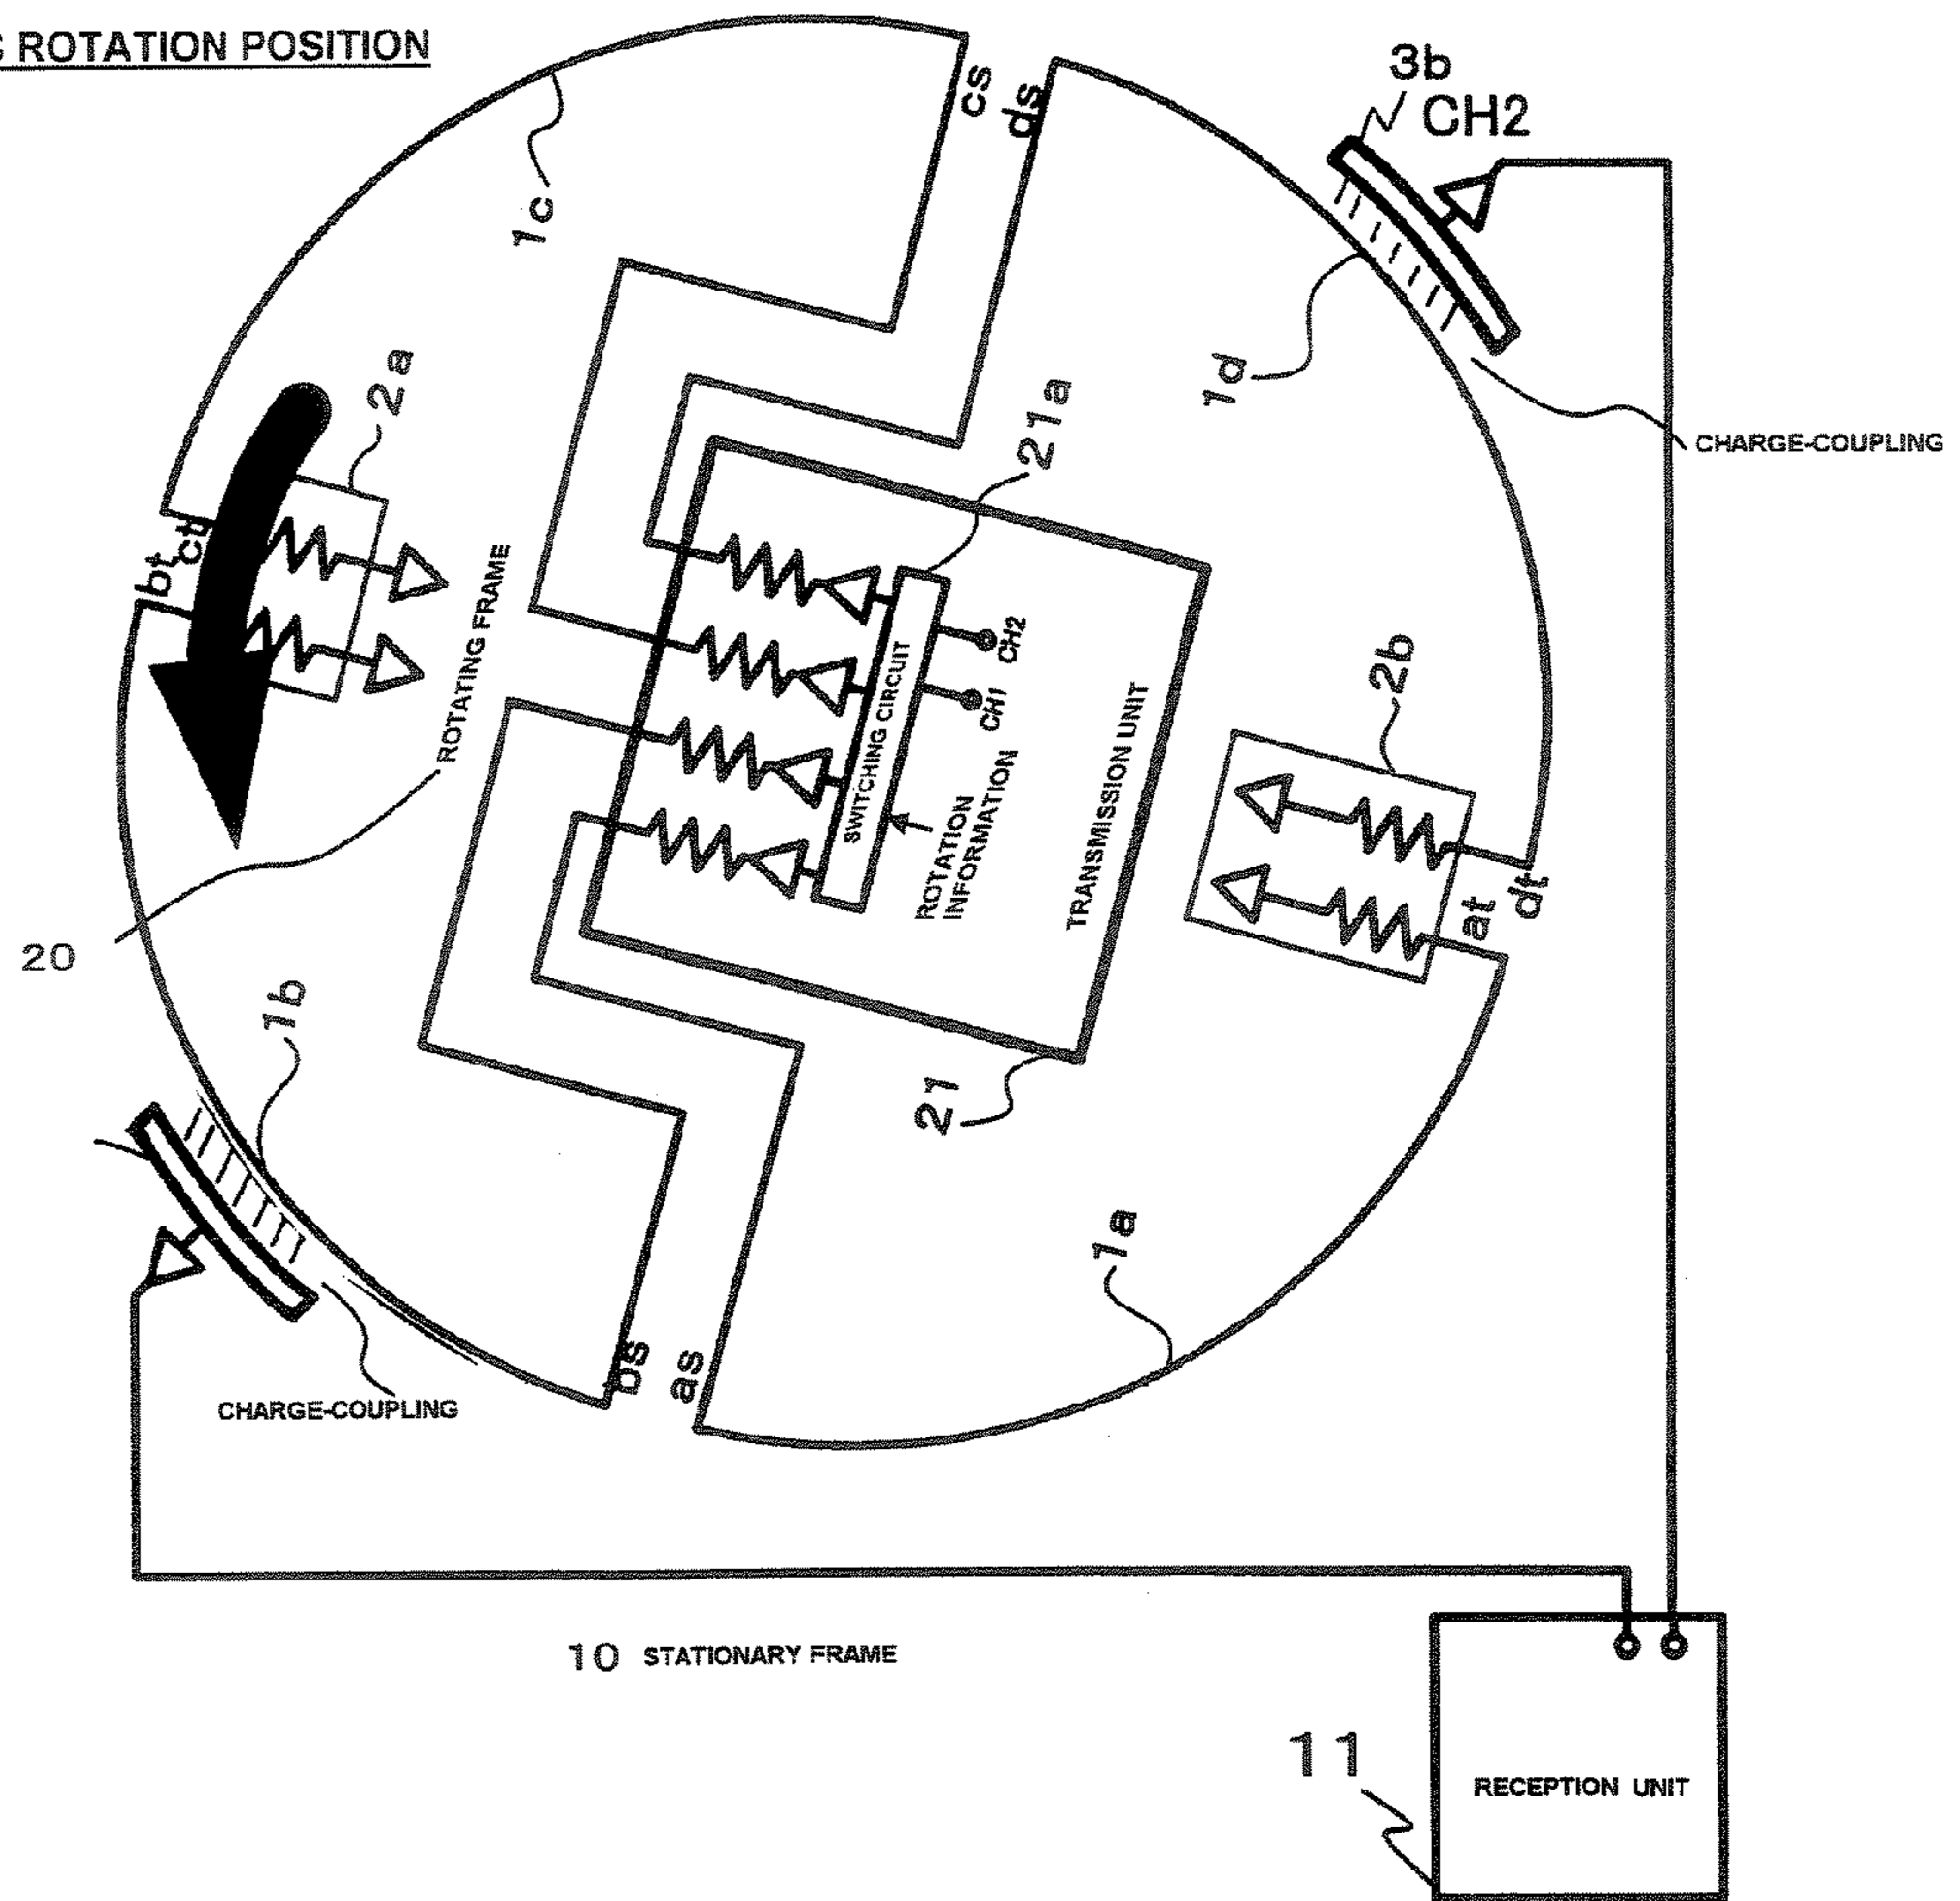 ROTATION POSITION
3b
CH2
cs
ds
1c
2a
1d
21a
CHARGE-COUPLING
bt
ct
ROTATING FRAME
CH2
CH1
SWITCHING CIRCUIT
ROTATION
INFORMATION
TRANSMISSION UNIT
2b
at
dt
20
1b
21
1a
bs
as
CHARGE-COUPLING
10 STATIONARY FRAME
11
RECEPTION UNIT